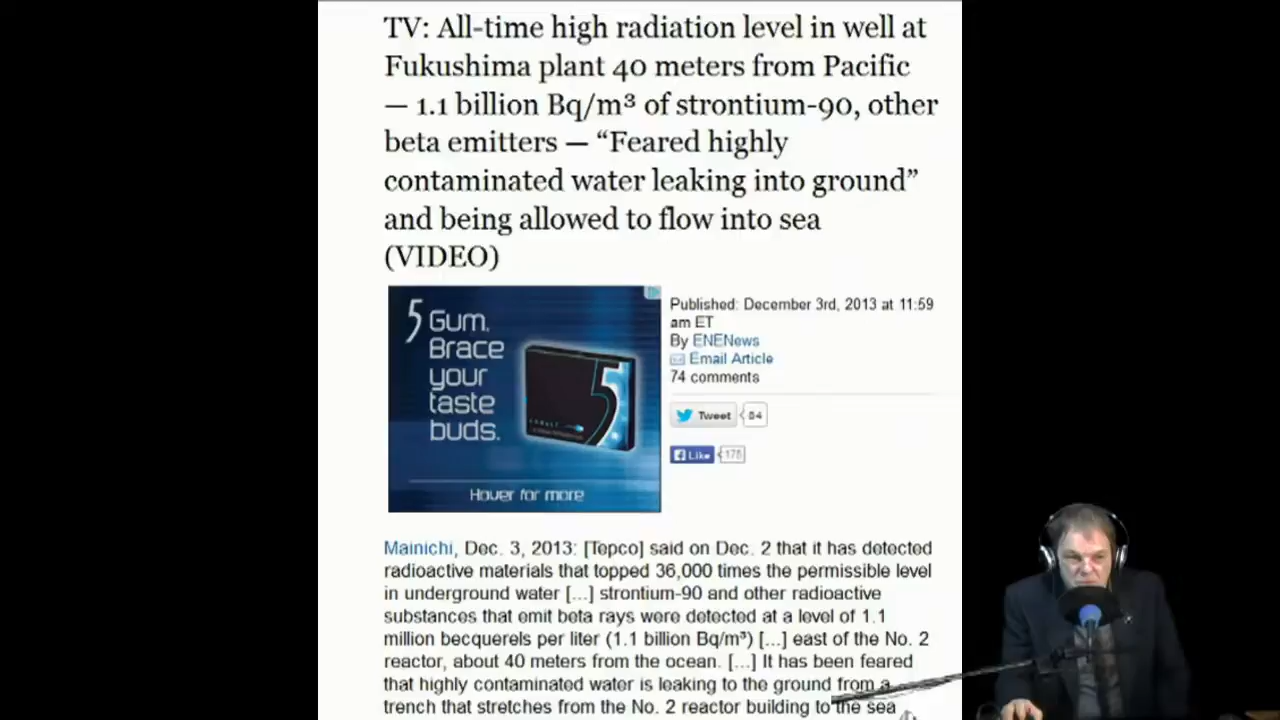 TV: All-time high radiation level in well at
Fukushima plant 40 meters from Pacific
— 1.1 billion Bq/m³ of strontium-90, other
beta emitters — “Feared highly
contaminated water leaking into ground”
and being allowed to flow into sea
(VIDEO)
5 Gum.
Brace
your
taste
buds.
5
Hover for more
Published: December 3rd, 2013 at 11:59
am ET
By ENENews
Email Article
74 comments
Tweet 84
Like 175
Mainichi, Dec. 3, 2013: [Tepco] said on Dec. 2 that it has detected
radioactive materials that topped 36,000 times the permissible level
in underground water [...] strontium-90 and other radioactive
substances that emit beta rays were detected at a level of 1.1
million becquerels per liter (1.1 billion Bq/m³) [...] east of the No. 2
reactor, about 40 meters from the ocean. [...] It has been feared
that highly contaminated water is leaking to the ground from a
trench that stretches from the No. 2 reactor building to the sea